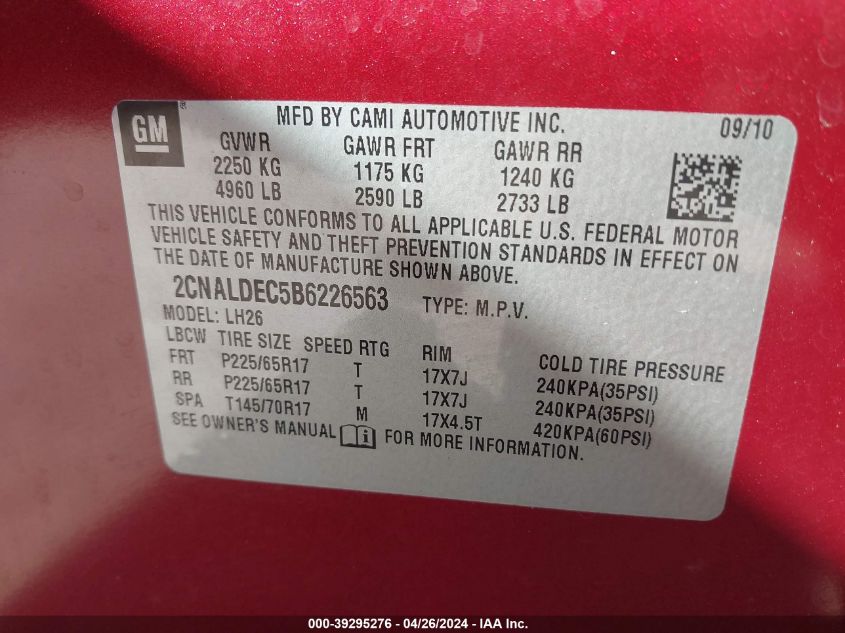 GM
MFD BY CAMI AUTOMOTIVE INC.
09/10
GVWR GAWR FRT GAWR RR
2250 KG 1175 KG 1240 KG
4960 LB 2590 LB 2733 LB
THIS VEHICLE CONFORMS TO ALL APPLICABLE U.S. FEDERAL MOTOR
VEHICLE SAFETY AND THEFT PREVENTION STANDARDS IN EFFECT ON
THE DATE OF MANUFACTURE SHOWN ABOVE.
2CNALDEC5B6226563 TYPE: M.P.V.
MODEL: LH26
LBCW TIRE SIZE SPEED RTG RIM COLD TIRE PRESSURE
FRT P225/65R17 T 17X7J 240KPA(35PSI)
RR P225/65R17 T 17X7J 240KPA(35PSI)
SPA T145/70R17 M 17X4.5T 420KPA(60PSI)
SEE OWNER'S MANUAL i FOR MORE INFORMATION.
000-39295276 - 04/26/2024 - IAA Inc.